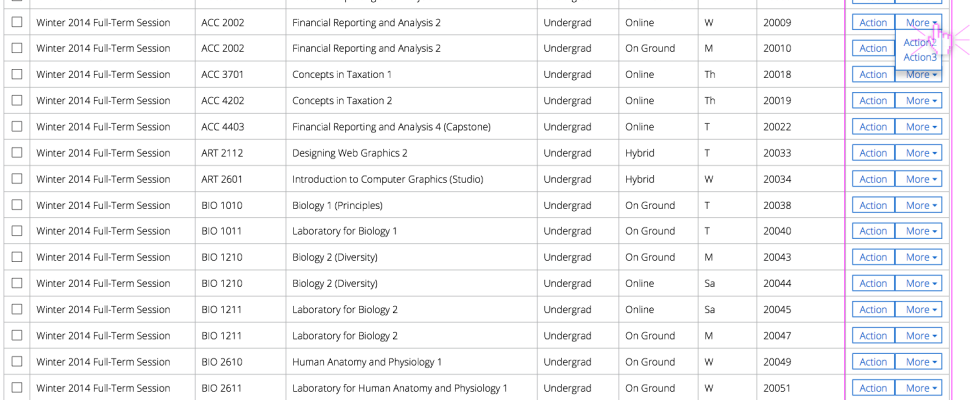 Winter 2014 Full-Term Session ACC 2002 Financial Reporting and Analysis 2 Undergrad Online W 20009 Action More
Action2
Winter 2014 Full-Term Session ACC 2002 Financial Reporting and Analysis 2 Undergrad On Ground M 20010 Action
Action3
Winter 2014 Full-Term Session ACC 3701 Concepts in Taxation 1 Undergrad Online Th 20018 Action More
Winter 2014 Full-Term Session ACC 4202 Concepts in Taxation 2 Undergrad Online Th 20019 Action More
Winter 2014 Full-Term Session ACC 4403 Financial Reporting and Analysis 4 (Capstone) Undergrad Online T 20022 Action More
Winter 2014 Full-Term Session ART 2112 Designing Web Graphics 2 Undergrad Hybrid T 20033 Action More
Winter 2014 Full-Term Session ART 2601 Introduction to Computer Graphics (Studio) Undergrad Hybrid W 20034 Action More
Winter 2014 Full-Term Session BIO 1010 Biology 1 (Principles) Undergrad On Ground T 20038 Action More
Winter 2014 Full-Term Session BIO 1011 Laboratory for Biology 1 Undergrad On Ground T 20040 Action More
Winter 2014 Full-Term Session BIO 1210 Biology 2 (Diversity) Undergrad On Ground M 20043 Action More
Winter 2014 Full-Term Session BIO 1210 Biology 2 (Diversity) Undergrad Online Sa 20044 Action More
Winter 2014 Full-Term Session BIO 1211 Laboratory for Biology 2 Undergrad Online Sa 20045 Action More
Winter 2014 Full-Term Session BIO 1211 Laboratory for Biology 2 Undergrad On Ground M 20047 Action More
Winter 2014 Full-Term Session BIO 2610 Human Anatomy and Physiology 1 Undergrad On Ground W 20049 Action More
Winter 2014 Full-Term Session BIO 2611 Laboratory for Human Anatomy and Physiology 1 Undergrad On Ground W 20051 Action More